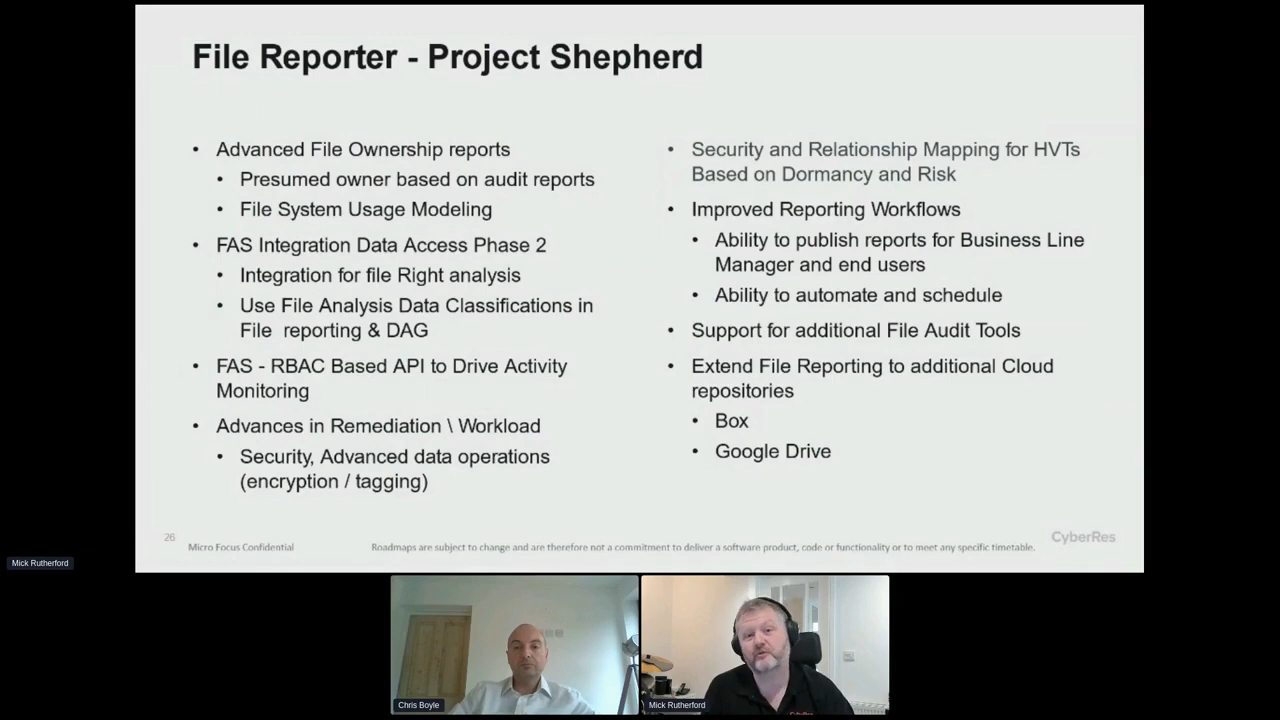 File Reporter - Project Shepherd
Advanced File Ownership reports
Presumed owner based on audit reports
File System Usage Modeling
FAS Integration Data Access Phase 2
Integration for file Right analysis
Use File Analysis Data Classifications in
File reporting & DAG
FAS - RBAC Based API to Drive Activity
Monitoring
Advances in Remediation \ Workload
Security, Advanced data operations
(encryption / tagging)
Security and Relationship Mapping for HVTs
Based on Dormancy and Risk
Improved Reporting Workflows
Ability to publish reports for Business Line
Manager and end users
Ability to automate and schedule
Support for additional File Audit Tools
Extend File Reporting to additional Cloud
repositories
Box
Google Drive
26
Micro Focus Confidential
Roadmaps are subject to change and are therefore not a commitment to deliver a software product, code or functionality or to meet any specific timetable.
CyberRes
Mick Rutherford
Chris Boyle
Mick Rutherford